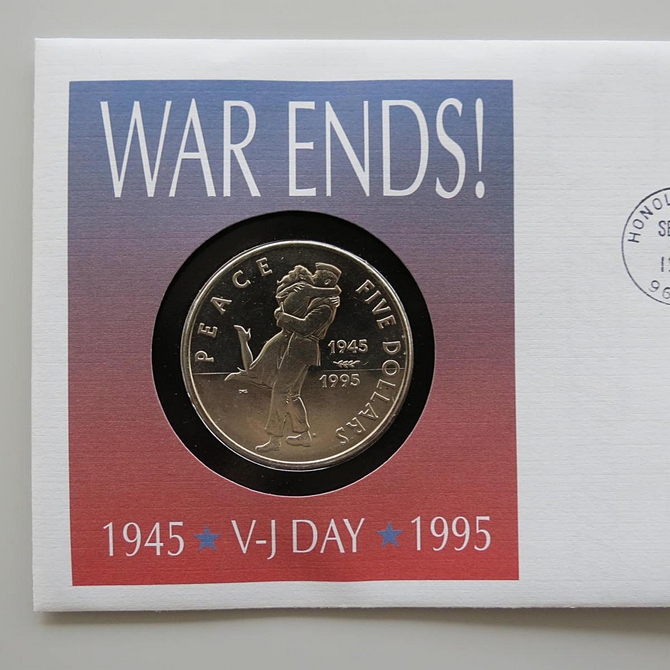 WAR ENDS!
PEACE
FIVE DOLLARS
1945
1995
1945 ★ V-J DAY ★ 1995